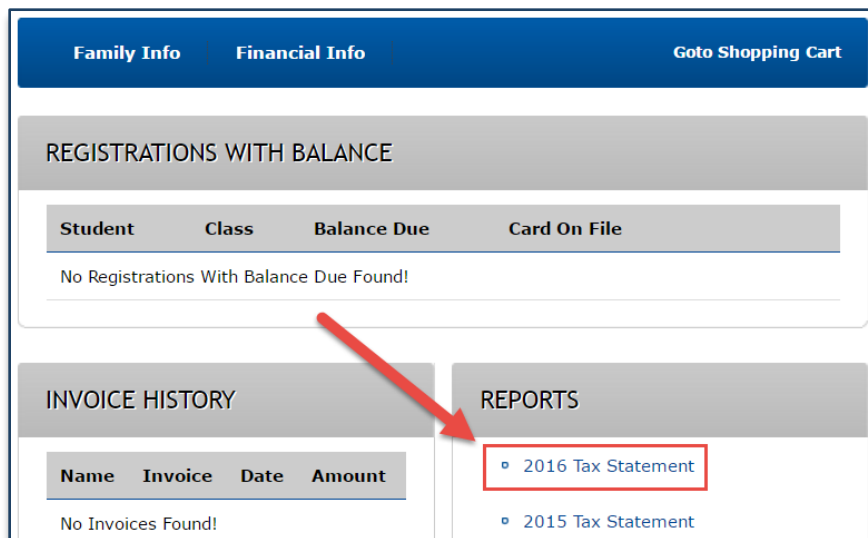 Family Info Financial Info Goto Shopping Cart
REGISTRATIONS WITH BALANCE
Student Class Balance Due Card On File
No Registrations With Balance Due Found!
INVOICE HISTORY
Name Invoice Date Amount
No Invoices Found!
REPORTS
2016 Tax Statement
2015 Tax Statement